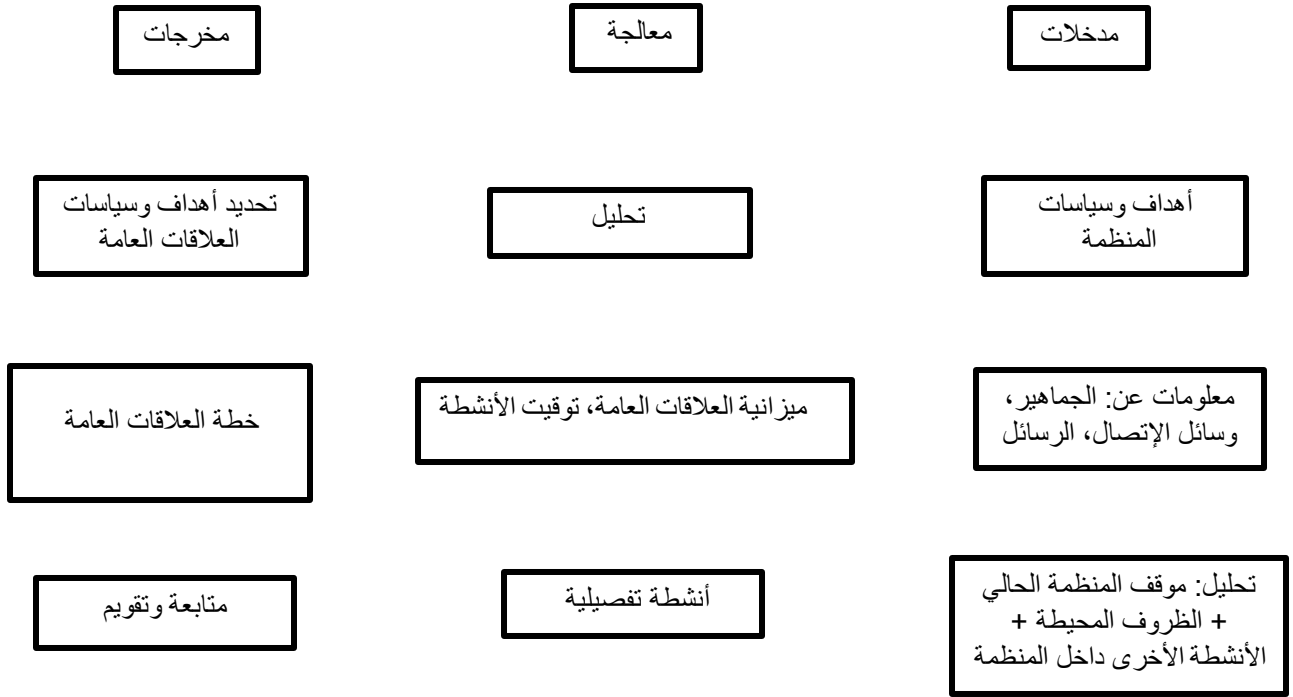 مدخلات
معالجة
مخرجات
أهداف وسياسات
المنظمة
تحليل
تحديد أهداف وسياسات
العلاقات العامة
معلومات عن: الجماهير،
وسائل الإتصال، الرسائل
ميزانية العلاقات العامة، توقيت الأنشطة
خطة العلاقات العامة
تحليل: موقف المنظمة الحالي
+ الظروف المحيطة +
الأنشطة الأخرى داخل المنظمة
أنشطة تفصيلية
متابعة وتقويم